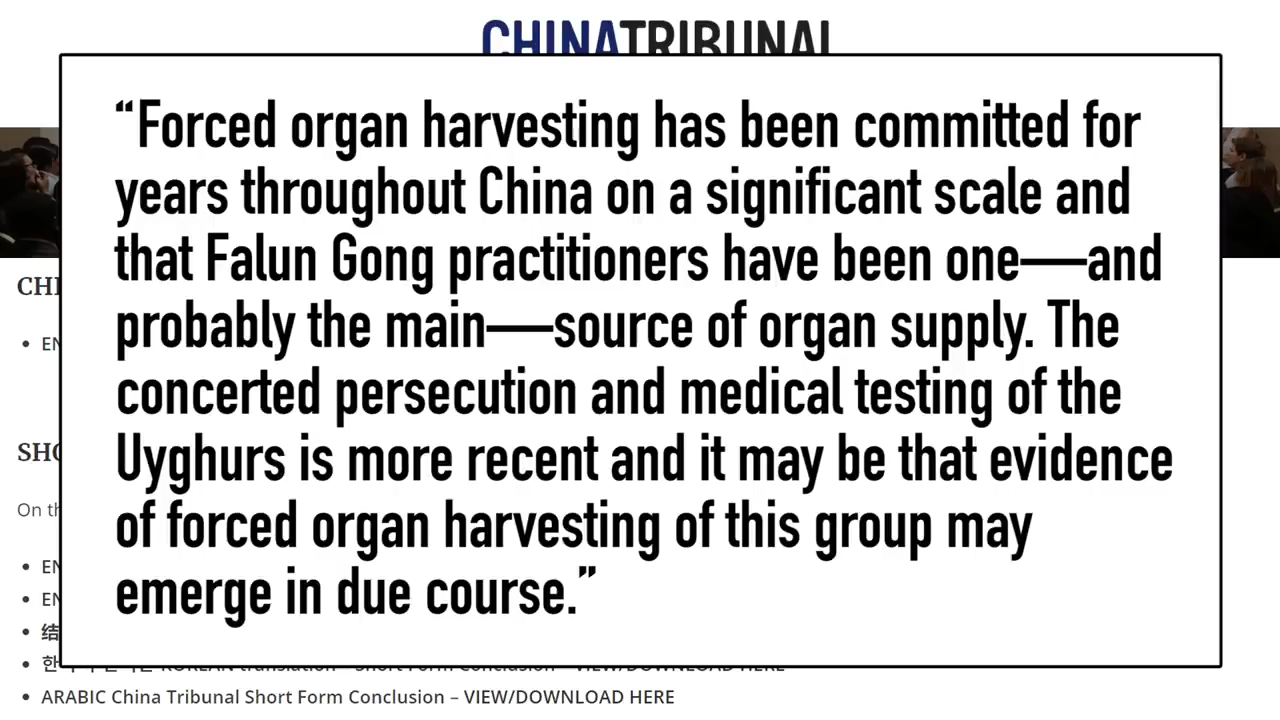 CHINATRIBUNAL
“Forced organ harvesting has been committed for
years throughout China on a significant scale and
that Falun Gong practitioners have been one—and
probably the main—source of organ supply. The
concerted persecution and medical testing of the
Uyghurs is more recent and it may be that evidence
of forced organ harvesting of this group may
emerge in due course.”
On th
• ARABIC China Tribunal Short Form Conclusion – VIEW/DOWNLOAD HERE